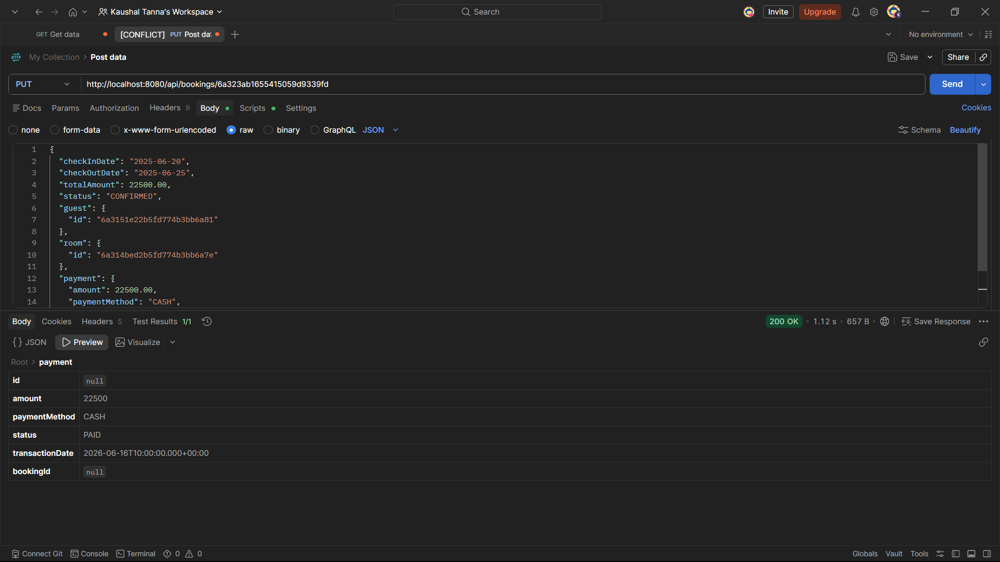 Kaushal Tanna's Workspace
Search
Invite
Upgrade
K
GET Get data
[CONFLICT] PUT Post dat
No environment
HTTP My Collection > Post data
Save
Share
PUT
http://localhost:8080/api/bookings/6a323ab1655415059d9339fd
Send
Docs Params Authorization Headers 9 Body Scripts Settings
Cookies
none form-data x-www-form-urlencoded raw binary GraphQL JSON
Schema Beautify
1 {
2 "checkInDate": "2025-06-20",
3 "checkOutDate": "2025-06-25",
4 "totalAmount": 22500.00,
5 "status": "CONFIRMED",
6 "guest": {
7 "id": "6a3151e22b5fd774b3bb6a81"
8 },
9 "room": {
10 "id": "6a314bed2b5fd774b3bb6a7e"
11 },
12 "payment": {
13 "amount": 22500.00,
14 "paymentMethod": "CASH",
Body Cookies Headers 5 Test Results 1/1
200 OK • 1.12 s • 657 B • e.g. Save Response
{} JSON Preview Visualize
Root > payment
id null
amount 22500
paymentMethod CASH
status PAID
transactionDate 2026-06-16T10:00:00.000+00:00
bookingId null
Connect Git Console Terminal 0 0
Globals Vault Tools